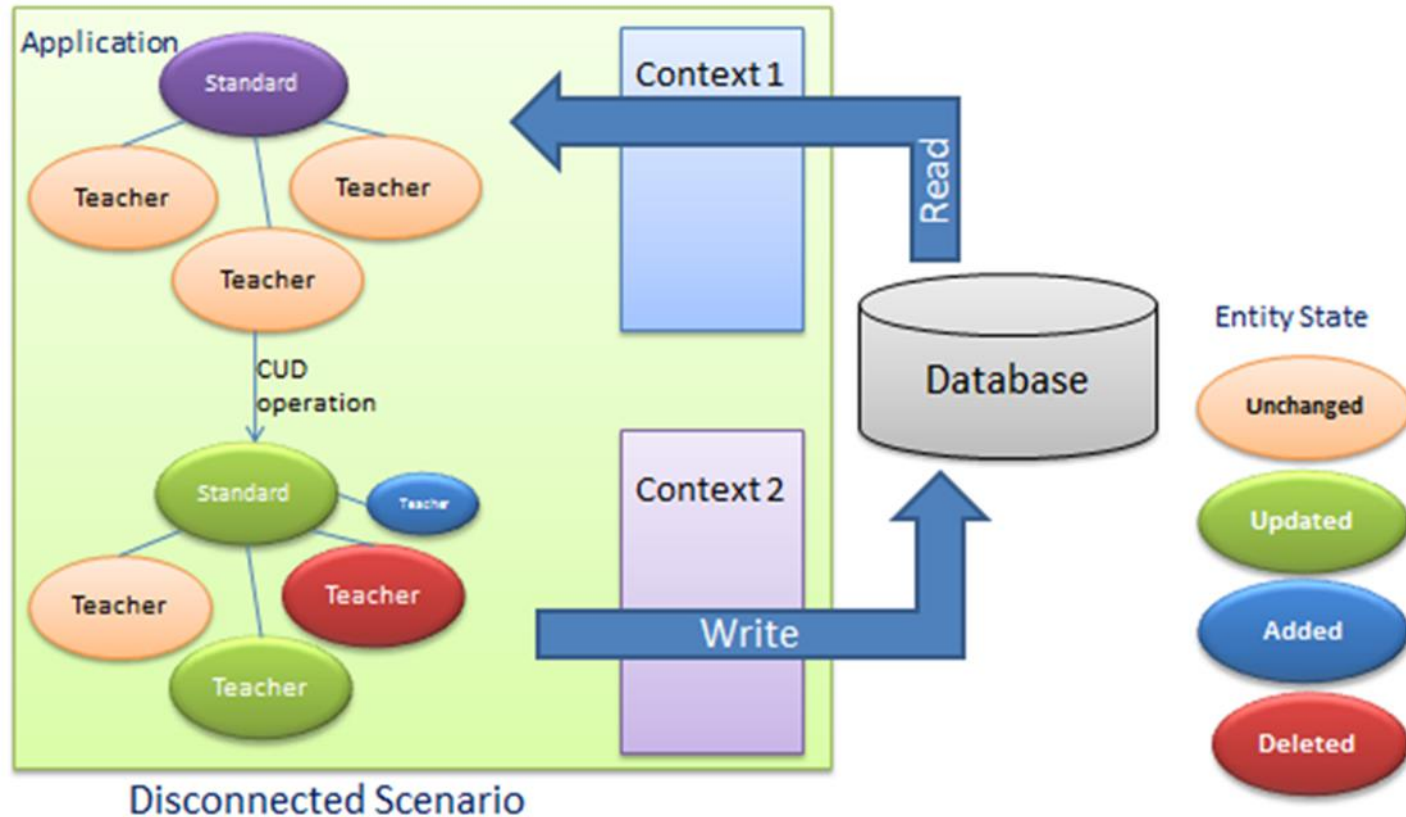 Application
Standard
Teacher
Teacher
Teacher
CUD
operation
Standard
Teacher
Teacher
Teacher
Teacher
Context 1
Read
Database
Context 2
Write
Entity State
Unchanged
Updated
Added
Deleted
Disconnected Scenario